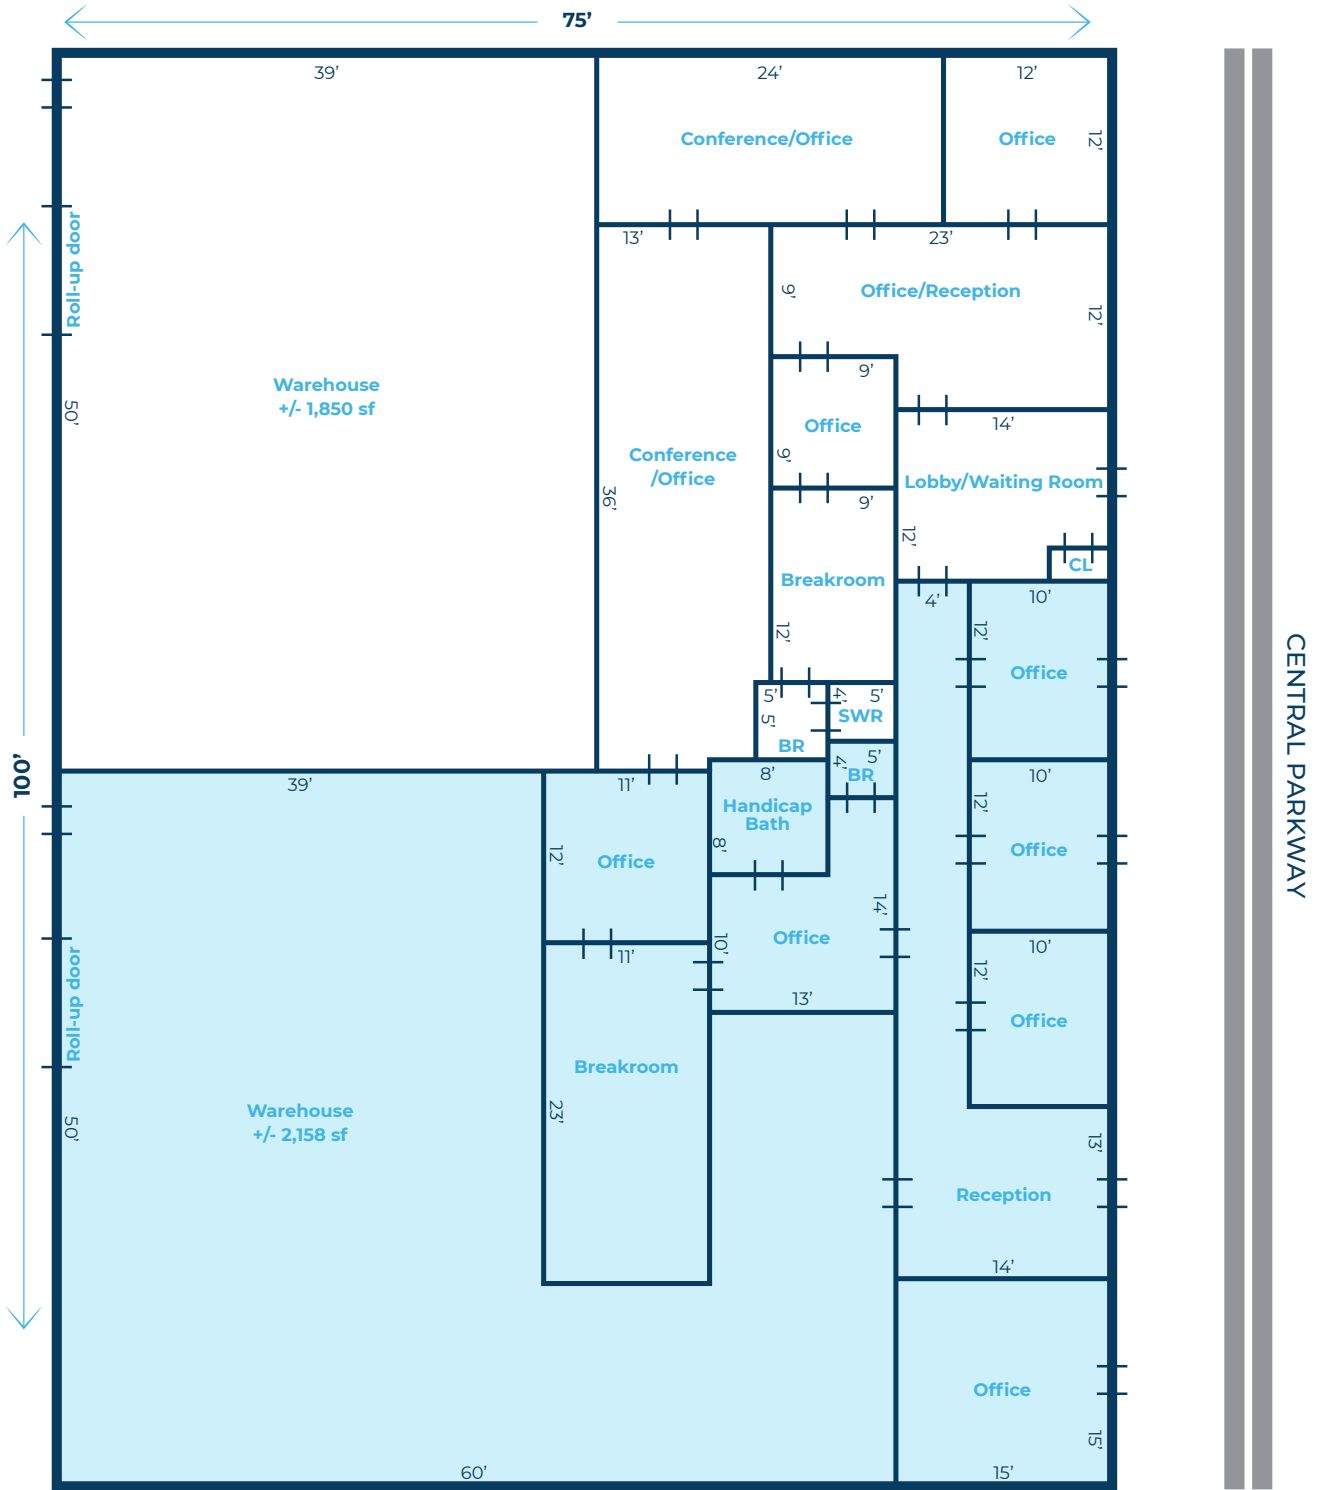 75’
39’
24’
12’
Conference/Office
Office
12’
13’
23’
Roll-up door
9’
Office/Reception
12’
9’
Warehouse
+/- 1,850 sf
50’
Office
14’
Conference
/Office
9’
Lobby/Waiting Room
36’
9’
12’
CL
Breakroom
4’
10’
12’
12’
Office
CENTRAL PARKWAY
5’
4’
5’
5’
SWR
BR
100’
39’
11’
8’
4’
5’
BR
10’
12’
Handicap
Bath
12’
Office
8’
Office
14’
Office
10’
10’
11’
12’
Roll-up door
13’
Office
Breakroom
Warehouse
+/- 2,158 sf
50’
23’
13’
Reception
14’
Office
15’
60’
15’